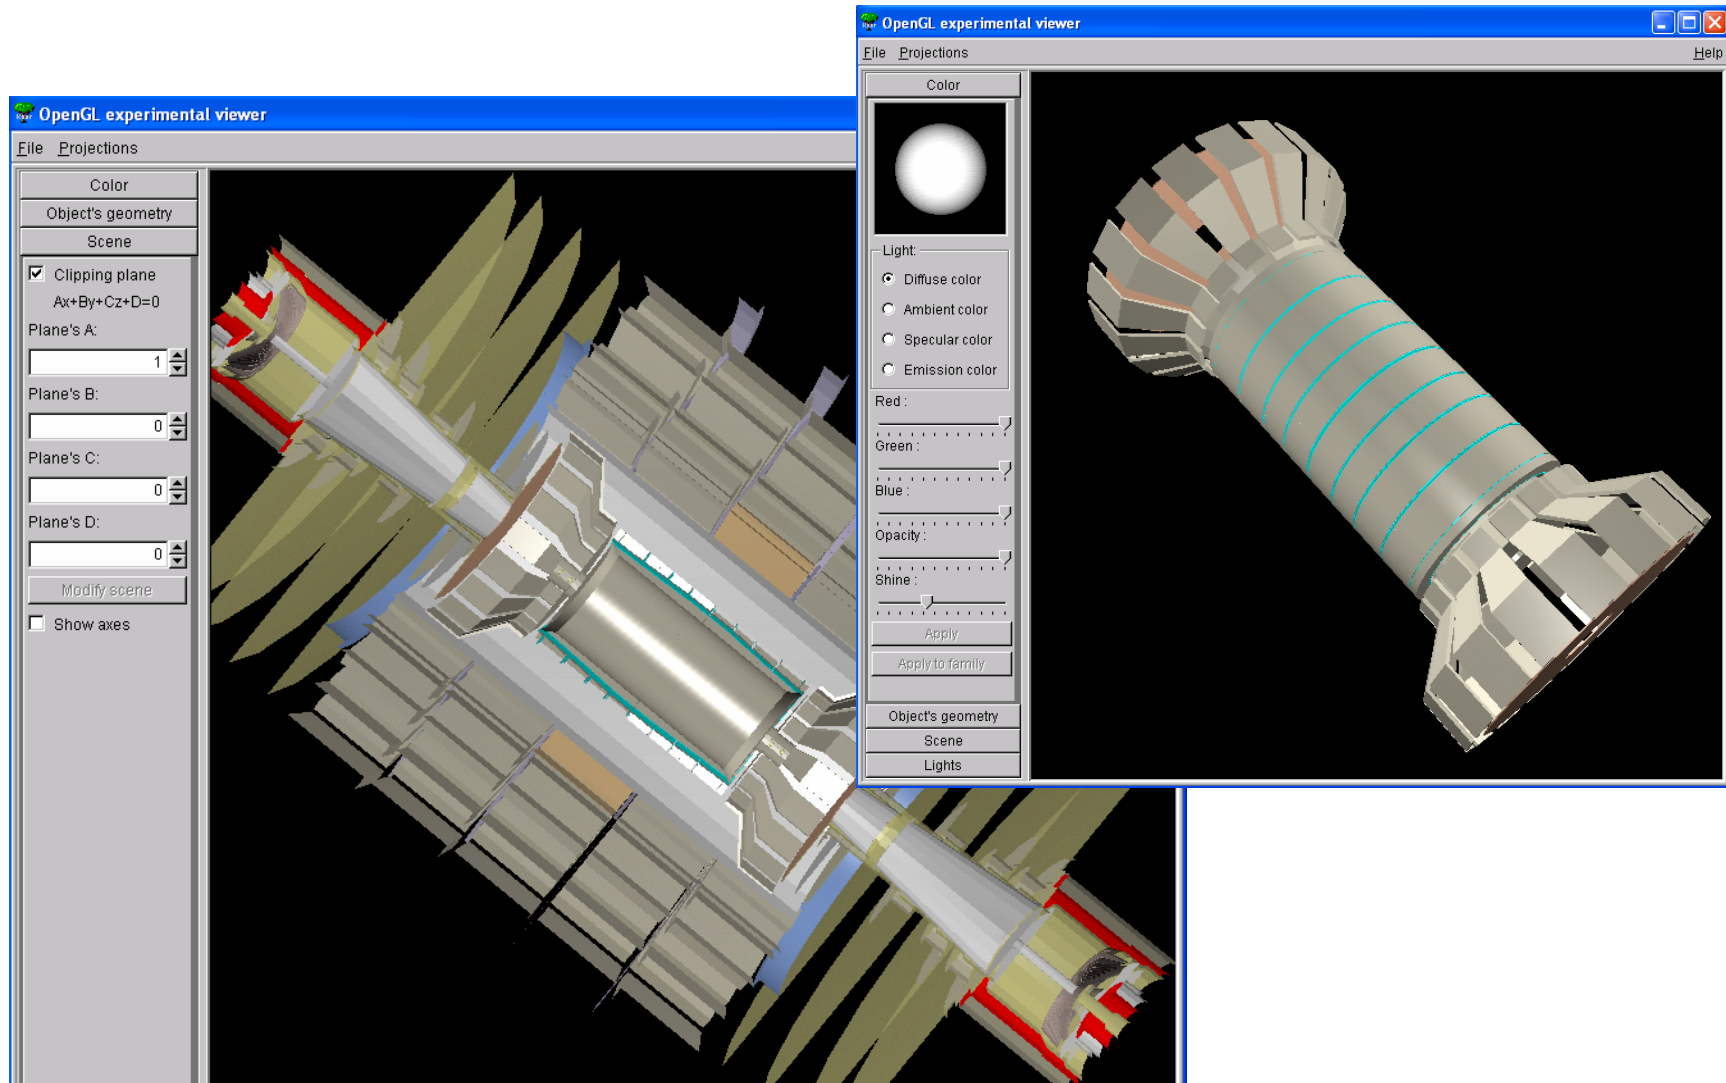 OpenGL experimental viewer
File Projections
Color
Object's geometry
Scene
Clipping plane
Ax+By+Cz+D=0
Plane's A:
1
Plane's B:
0
Plane's C:
0
Plane's D:
0
Modify scene
Show axes
OpenGL experimental viewer
File Projections Help
Color
Light:
Diffuse color
Ambient color
Specular color
Emission color
Red :
Green :
Blue :
Opacity :
Shine :
Apply
Apply to family
Object's geometry
Scene
Lights